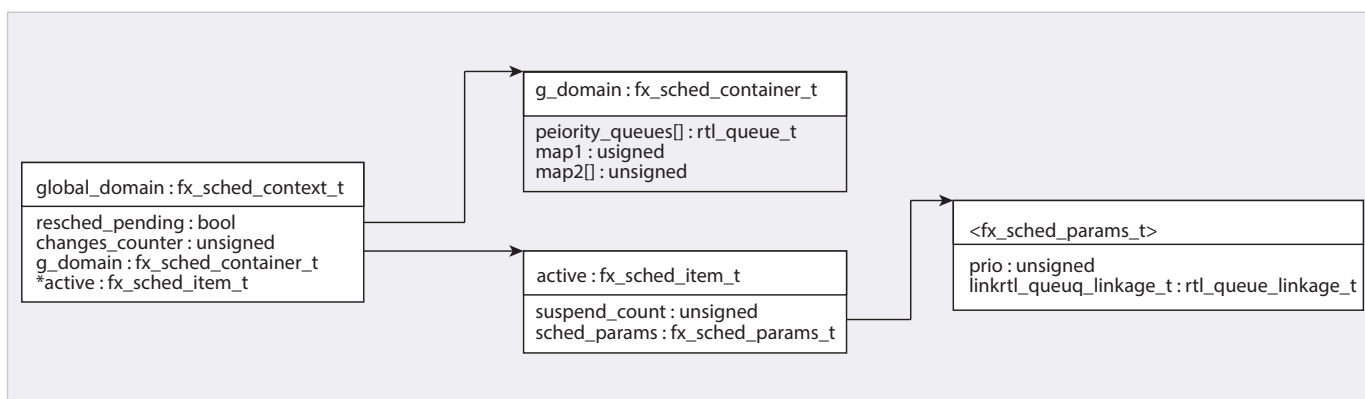 global_domain : fx_sched_context_t
resched_pending : bool
changes_counter : unsigned
g_domain : fx_sched_container_t
*active : fx_sched_item_t
g_domain : fx_sched_container_t
peiority_queues[] : rtl_queue_t
map1 : usigned
map2[] : unsigned
active : fx_sched_item_t
suspend_count : unsigned
sched_params : fx_sched_params_t
<fx_sched_params_t>
prio : unsigned
linkrtl_queuq_linkage_t : rtl_queue_linkage_t